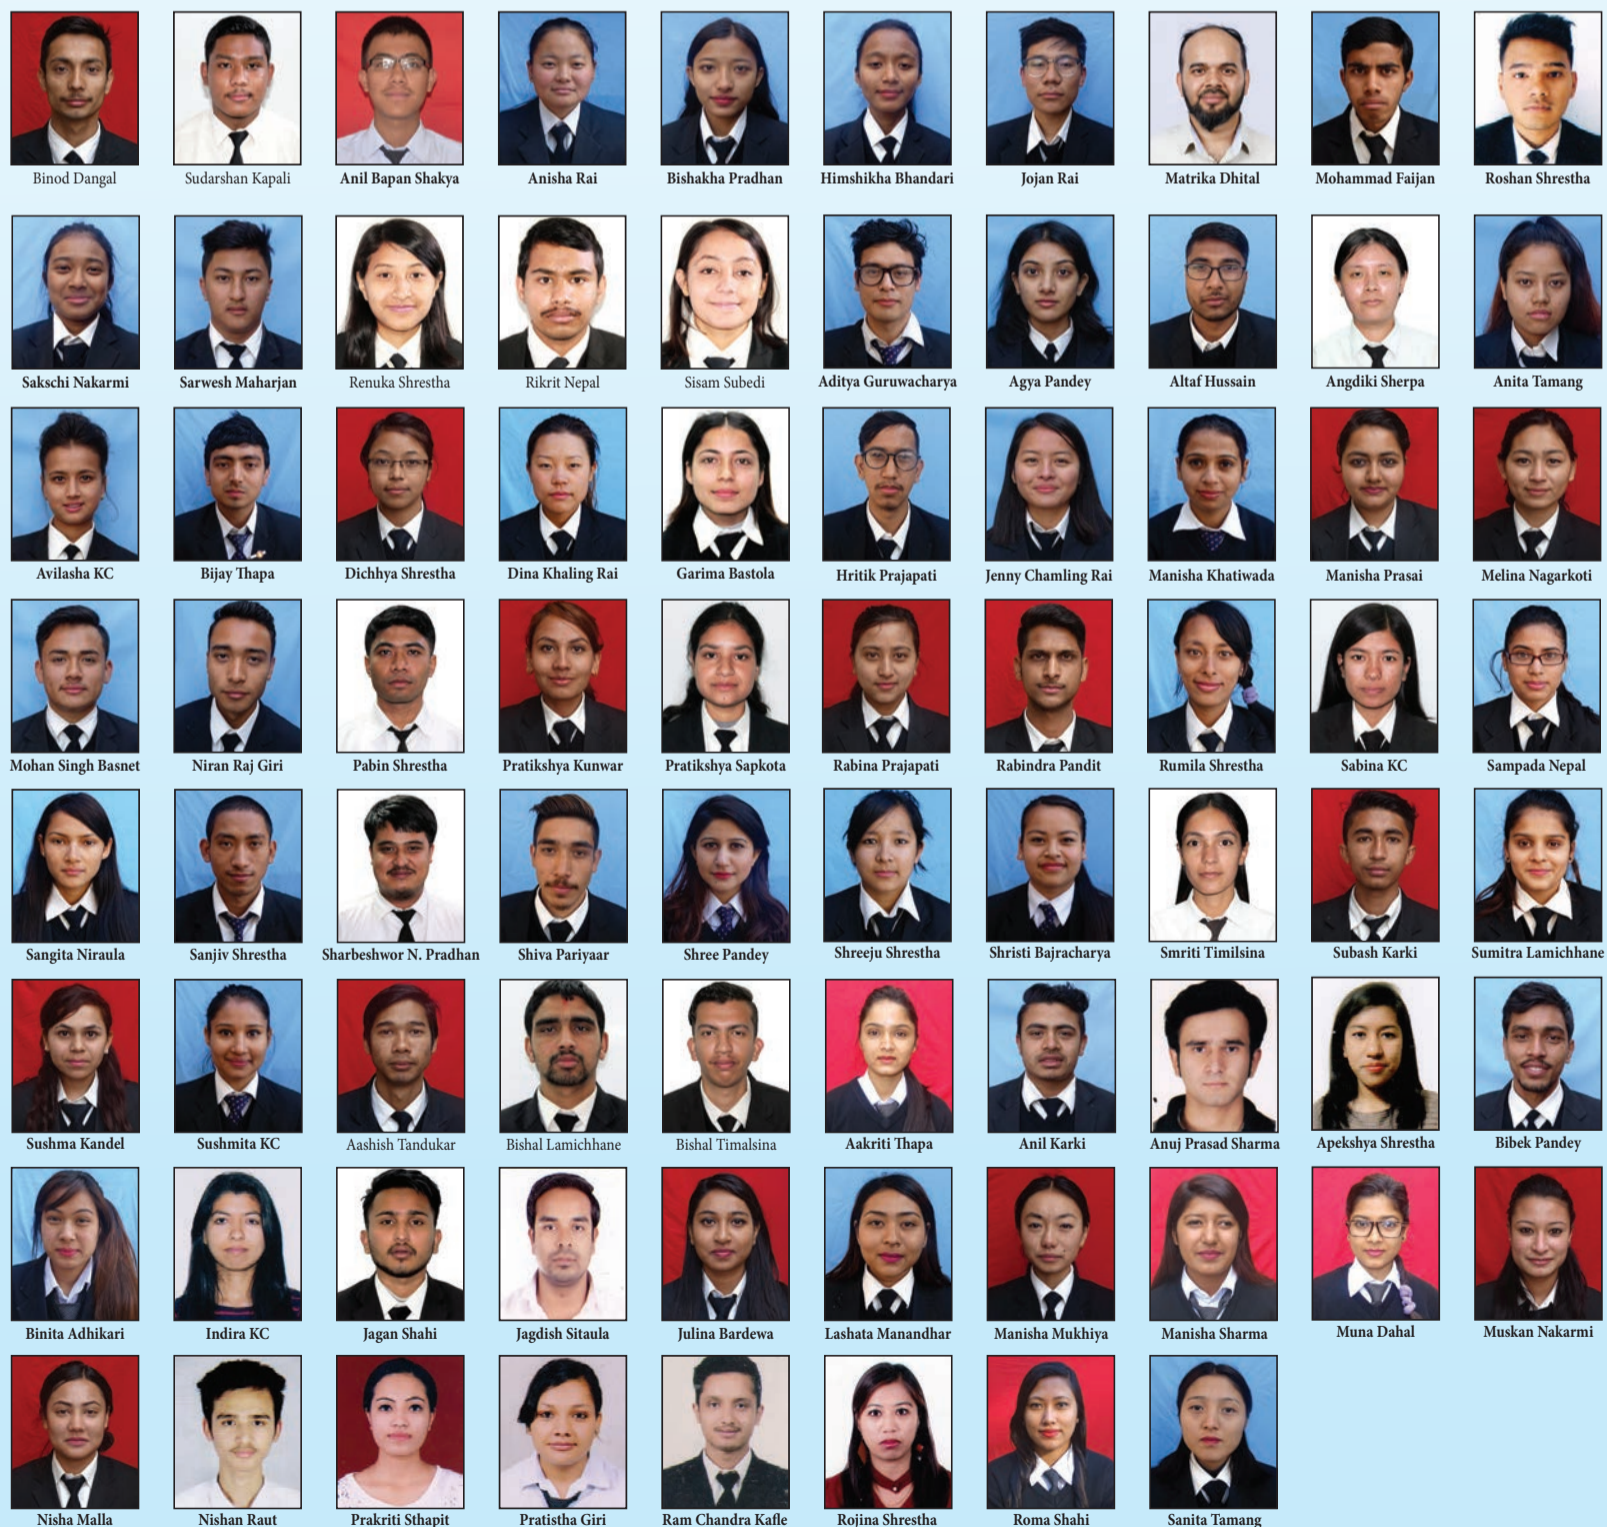 Binod Dangal
Sudarshan Kapali
Anil Bapan Shakya
Anisha Rai
Bishakha Pradhan
Himshikha Bhandari
Jojan Rai
Matrika Dhital
Mohammad Faijan
Roshan Shrestha
Sakschi Nakarmi
Sarwesh Maharjan
Renuka Shrestha
Rikrit Nepal
Sisam Subedi
Aditya Guruwacharya
Agya Pandey
Altaf Hussain
Angdiki Sherpa
Anita Tamang
Avilasha KC
Bijay Thapa
Dichhya Shrestha
Dina Khaling Rai
Garima Bastola
Hritik Prajapati
Jenny Chamling Rai
Manisha Khatiwada
Manisha Prasai
Melina Nagarkoti
Mohan Singh Basnet
Niran Raj Giri
Pabin Shrestha
Pratikshya Kunwar
Pratikshya Sapkota
Rabina Prajapati
Rabindra Pandit
Rumila Shrestha
Sabina KC
Sampada Nepal
Sangita Niraula
Sanjiv Shrestha
Sharbeshwor N. Pradhan
Shiva Pariyaar
Shree Pandey
Shreeju Shrestha
Shristi Bajracharya
Smriti Timilsina
Subash Karki
Sumitra Lamichhane
Sushma Kandel
Sushmita KC
Aashish Tandukar
Bishal Lamichhane
Bishal Timalsina
Aakriti Thapa
Anil Karki
Anuj Prasad Sharma
Apekshya Shrestha
Bibek Pandey
Binita Adhikari
Indira KC
Jagan Shahi
Jagdish Sitaula
Julina Bardewa
Lashata Manandhar
Manisha Mukhiya
Manisha Sharma
Muna Dahal
Muskan Nakarmi
Nisha Malla
Nishan Raut
Prakriti Sthapit
Pratistha Giri
Ram Chandra Kafle
Rojina Shrestha
Roma Shahi
Sanita Tamang